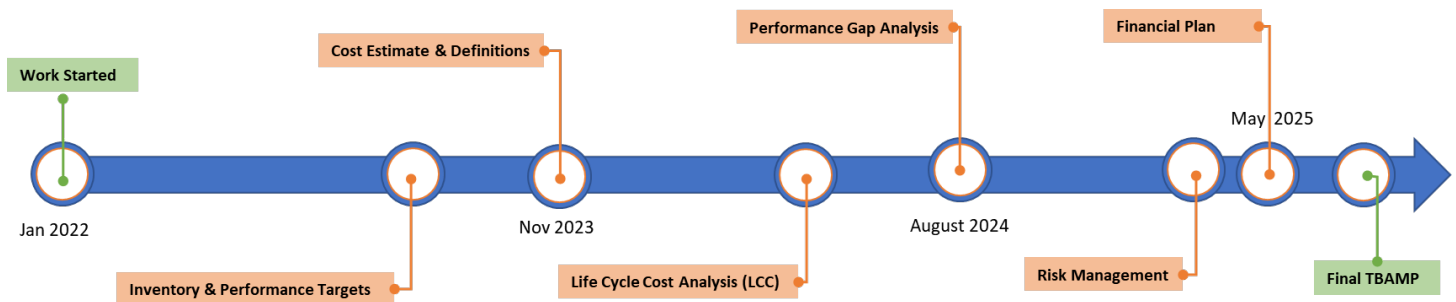 Work Started
Cost Estimate & Definitions
Performance Gap Analysis
Financial Plan
May 2025
Jan 2022
Nov 2023
August 2024
Inventory & Performance Targets
Life Cycle Cost Analysis (LCC)
Risk Management
Final TBAMP